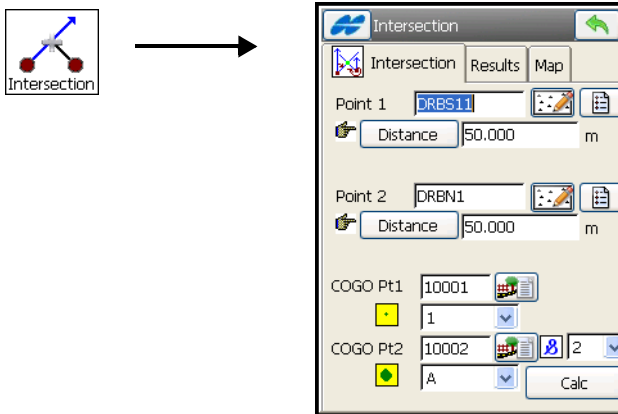 Intersection
Intersection
Intersection Results Map
Point 1 DRBS11
Distance 50.000 m
Point 2 DRBN1
Distance 50.000 m
COGO Pt1 10001
1
COGO Pt2 10002 2
A Calc